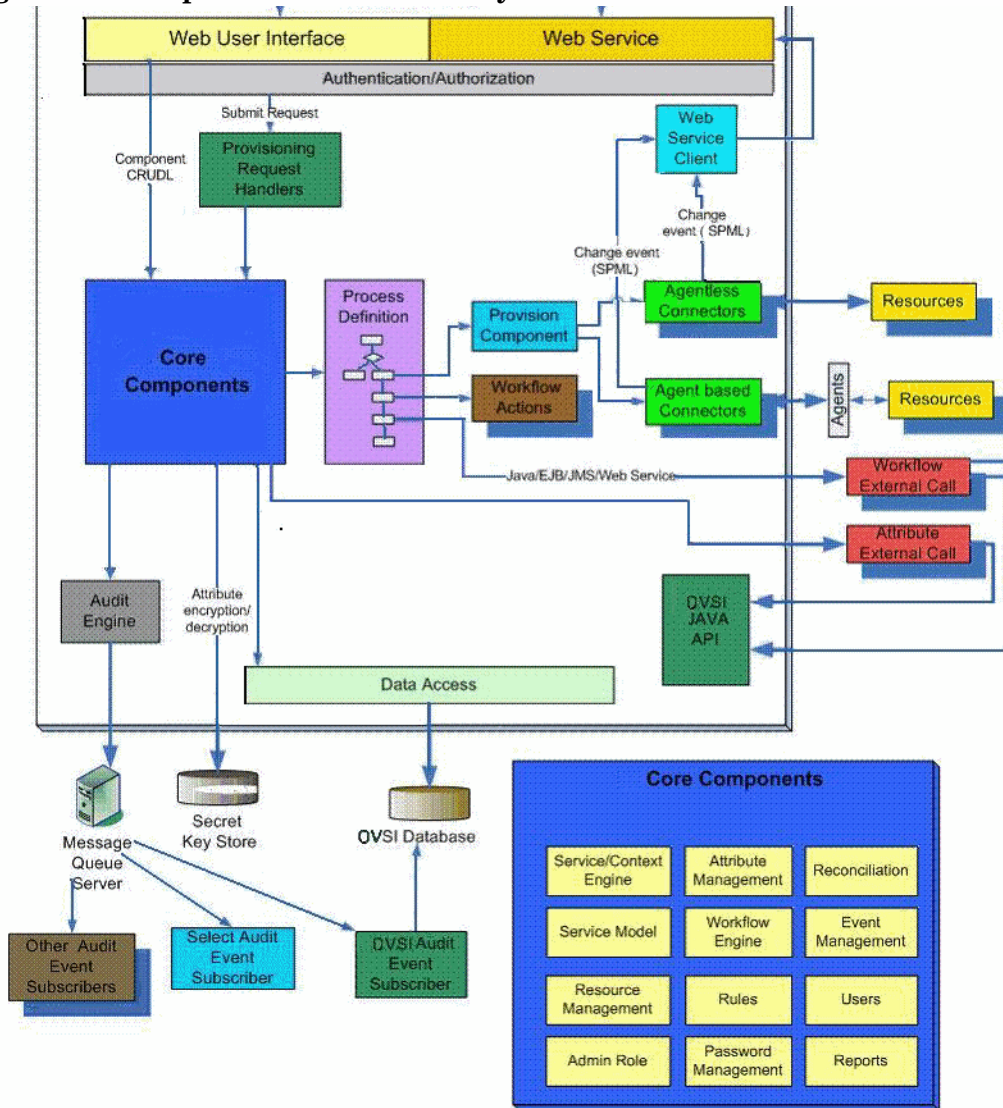 Web User Interface
Web Service
Authentication/Authorization
Submit Request
Component
CRUDL
Provisioning
Request
Handlers
Web
Service
Client
Change
event ( SPML)
Change event
(SPML)
Core
Components
Process
Definition
Provision
Component
Workflow
Actions
Agentless
Connectors
Agent based
Connectors
Agents
Resources
Resources
Java/EJB/JMS/Web Service
Workflow
External Call
Attribute
External Call
Audit
Engine
Attribute
encryption/
decryption
OVSI
JAVA
API
Data Access
Message
Queue
Server
Secret
Key Store
OVSI Database
Other Audit
Event
Subscribers
Select Audit
Event
Subscriber
OVSI Audit
Event
Subscriber
Core Components
Service/Context
Engine
Attribute
Management
Reconciliation
Service Model
Workflow
Engine
Event
Management
Resource
Management
Rules
Users
Admin Role
Password
Management
Reports